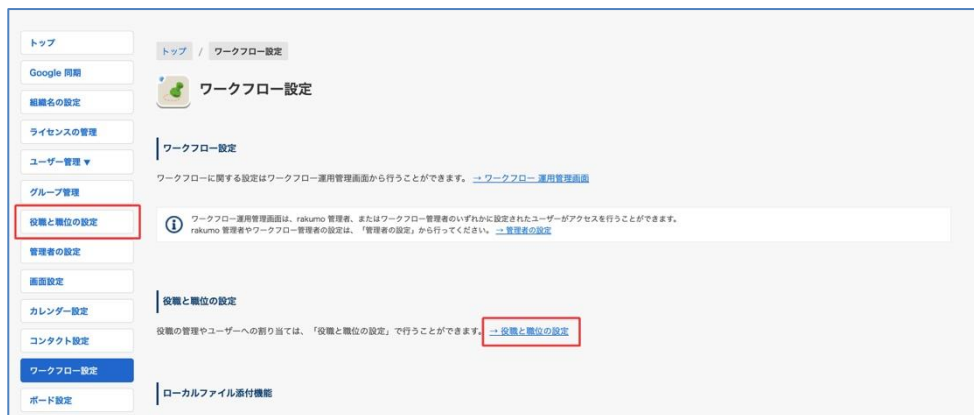 トップ
Google 同期
組織名の設定
ライセンスの管理
ユーザー管理 ▼
グループ管理
役職と職位の設定
管理者の設定
画面設定
カレンダー設定
コンタクト設定
ワークフロー設定
ボード設定
トップ / ワークフロー設定
ワークフロー設定
ワークフロー設定
ワークフローに関する設定はワークフロー運用管理画面から行うことができます。 → ワークフロー 運用管理画面
ワークフロー運用管理画面は、rakumo 管理者、またはワークフロー管理者のいずれかに設定されたユーザーがアクセスを行うことができます。
rakumo 管理者やワークフロー管理者の設定は、「管理者の設定」から行ってください。 → 管理者の設定
役職と職位の設定
役職の管理やユーザーへの割り当ては、「役職と職位の設定」で行うことができます。 → 役職と職位の設定
ローカルファイル添付機能